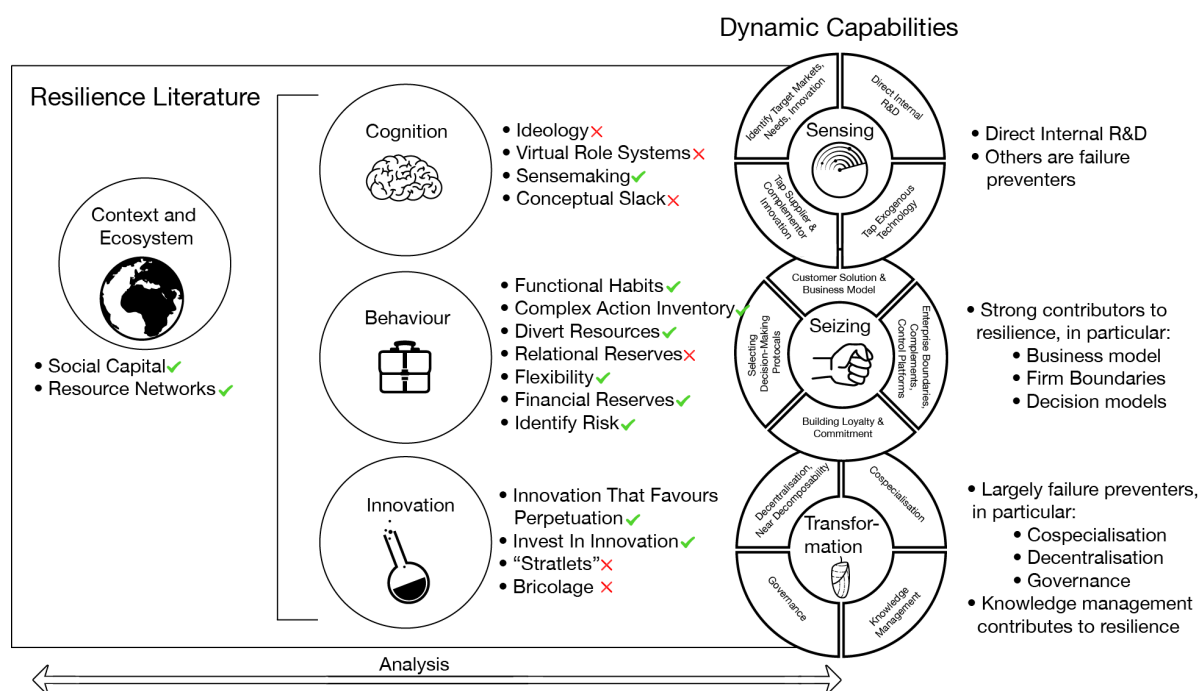 Dynamic Capabilities
Resilience Literature
Context and
Ecosystem
• Social Capital
• Resource Networks
Cognition
• Ideology
• Virtual Role Systems
• Sensemaking
• Conceptual Slack
Behaviour
• Functional Habits
• Complex Action Inventory
• Divert Resources
• Relational Reserves
• Flexibility
• Financial Reserves
• Identify Risk
Innovation
• Innovation That Favours
Perpetuation
• Invest In Innovation
• “Stratlets”
• Bricolage
Identify Target Markets,
Needs, Innovation
Direct Internal
R&D
Sensing
Tap Supplier &
Complementor
Innovation
Tap Exogenous
Technology
• Direct Internal R&D
• Others are failure
preventers
Customer Solution &
Business Model
Selecting
Decision-Making
Protocals
Seizing
Enterprise Boundaries,
Complements,
Control Platforms
Building Loyalty &
Commitment
• Strong contributors to
resilience, in particular:
• Business model
• Firm Boundaries
• Decision models
Decentralisation,
Near Decomposability
Cospecialisation
Transfor-
mation
Governance
Knowledge
Management
• Largely failure preventers,
in particular:
• Cospecialisation
• Decentralisation
• Governance
• Knowledge management
contributes to resilience
Analysis